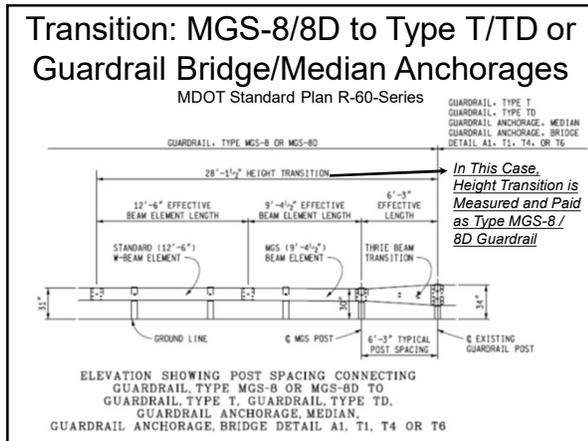 Transition: MGS-8/8D to Type T/TD or
Guardrail Bridge/Median Anchorages
MDOT Standard Plan R-60-Series
GUARDRAIL, TYPE T
GUARDRAIL, TYPE TD
GUARDRAIL ANCHORAGE, MEDIAN
GUARDRAIL ANCHORAGE, BRIDGE
DETAIL A1, T1, T4, OR T6
GUARDRAIL, TYPE MGS-8 OR MGS-8D
28'-1½" HEIGHT TRANSITION
In This Case,
Height Transition is
Measured and Paid
as Type MGS-8 /
8D Guardrail
12'-6" EFFECTIVE
BEAM ELEMENT LENGTH
9'-4½" EFFECTIVE
BEAM ELEMENT LENGTH
6'-3"
EFFECTIVE
LENGTH
STANDARD (12'-6")
W-BEAM ELEMENT
MGS (9'-4½")
BEAM ELEMENT
THRIE BEAM
TRANSITION
31"
30"
34"
GROUND LINE
℄ MGS POST
6'-3" TYPICAL
POST SPACING
℄ EXISTING
GUARDRAIL POST
ELEVATION SHOWING POST SPACING CONNECTING
GUARDRAIL, TYPE MGS-8 OR MGS-8D TO
GUARDRAIL, TYPE T, GUARDRAIL, TYPE TD,
GUARDRAIL ANCHORAGE, MEDIAN,
GUARDRAIL ANCHORAGE, BRIDGE DETAIL A1, T1, T4 OR T6